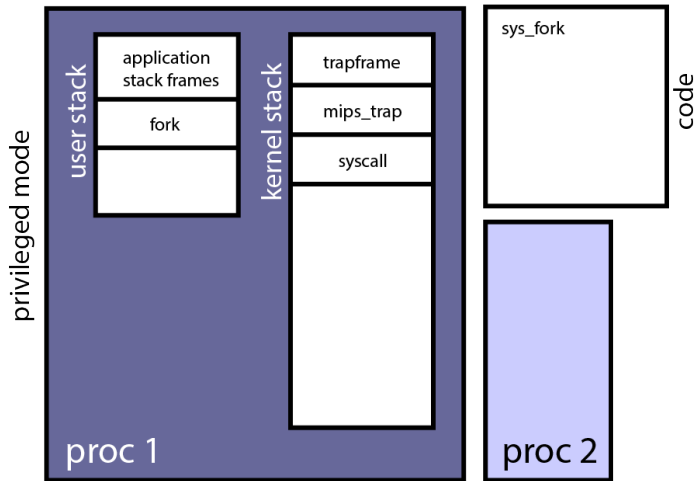 privileged mode
user stack
application
stack frames
fork
kernel stack
trapframe
mips_trap
syscall
proc 1
sys_fork
code
proc 2